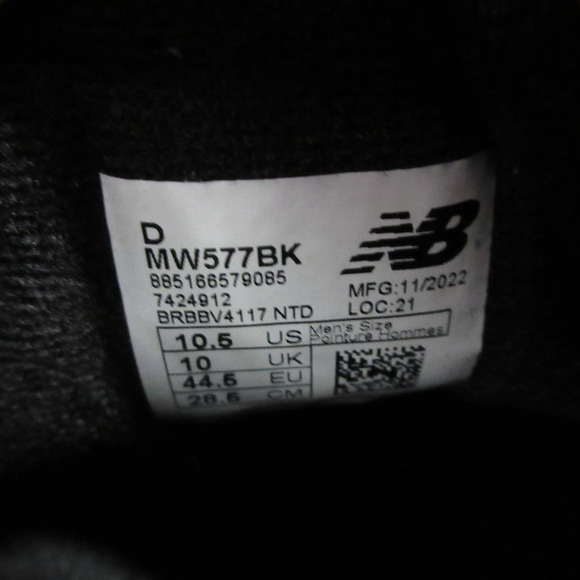 D
MW577BK
885166579085
7424912
BRBBV4117 NTD
NB
MFG:11/2022
LOC:21
10.5 US Men's Size
Pointure Hommes
10 UK
44.5 EU
28.5 CM